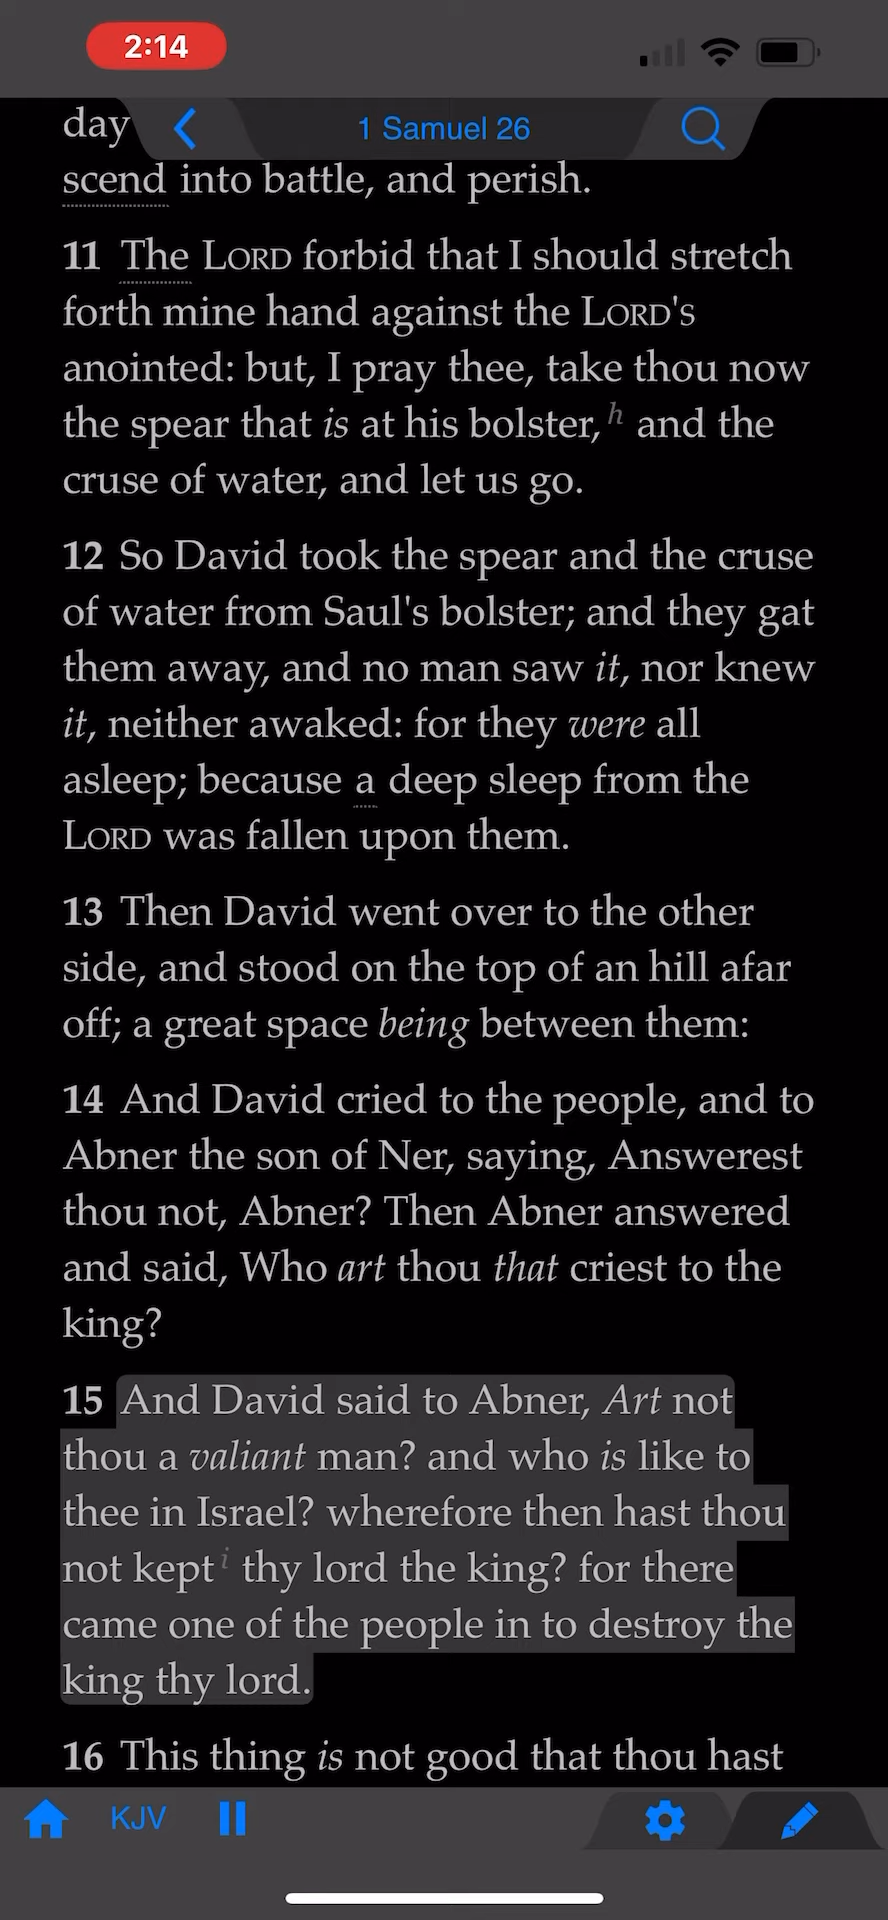 2:14
day
1 Samuel 26
scend into battle, and perish.
11 The LORD forbid that I should stretch
forth mine hand against the LORD'S
anointed: but, I pray thee, take thou now
the spear that is at his bolster, h and the
cruse of water, and let us go.
12 So David took the spear and the cruse
of water from Saul's bolster; and they gat
them away, and no man saw it, nor knew
it, neither awaked: for they were all
asleep; because a deep sleep from the
LORD was fallen upon them.
13 Then David went over to the other
side, and stood on the top of an hill afar
off; a great space being between them:
14 And David cried to the people, and to
Abner the son of Ner, saying, Answerest
thou not, Abner? Then Abner answered
and said, Who art thou that criest to the
king?
15 And David said to Abner, Art not
thou a valiant man? and who is like to
thee in Israel? wherefore then hast thou
not kept i thy lord the king? for there
came one of the people in to destroy the
king thy lord.
16 This thing is not good that thou hast
KJV